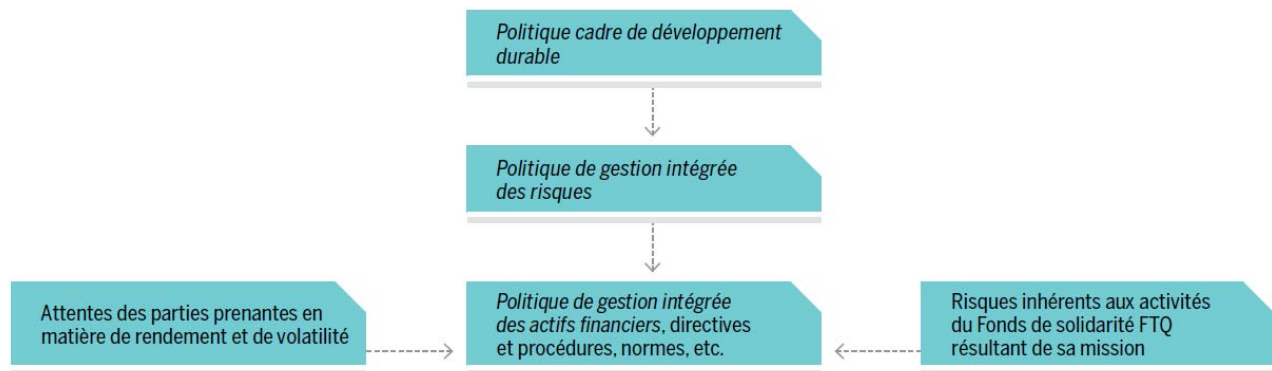 Politique cadre de développement
durable
Politique de gestion intégrée
des risques
Attentes des parties prenantes en
matière de rendement et de volatilité
Politique de gestion intégrée
des actifs financiers, directives
et procédures, normes, etc.
Risques inhérents aux activités
du Fonds de solidarité FTQ
résultant de sa mission